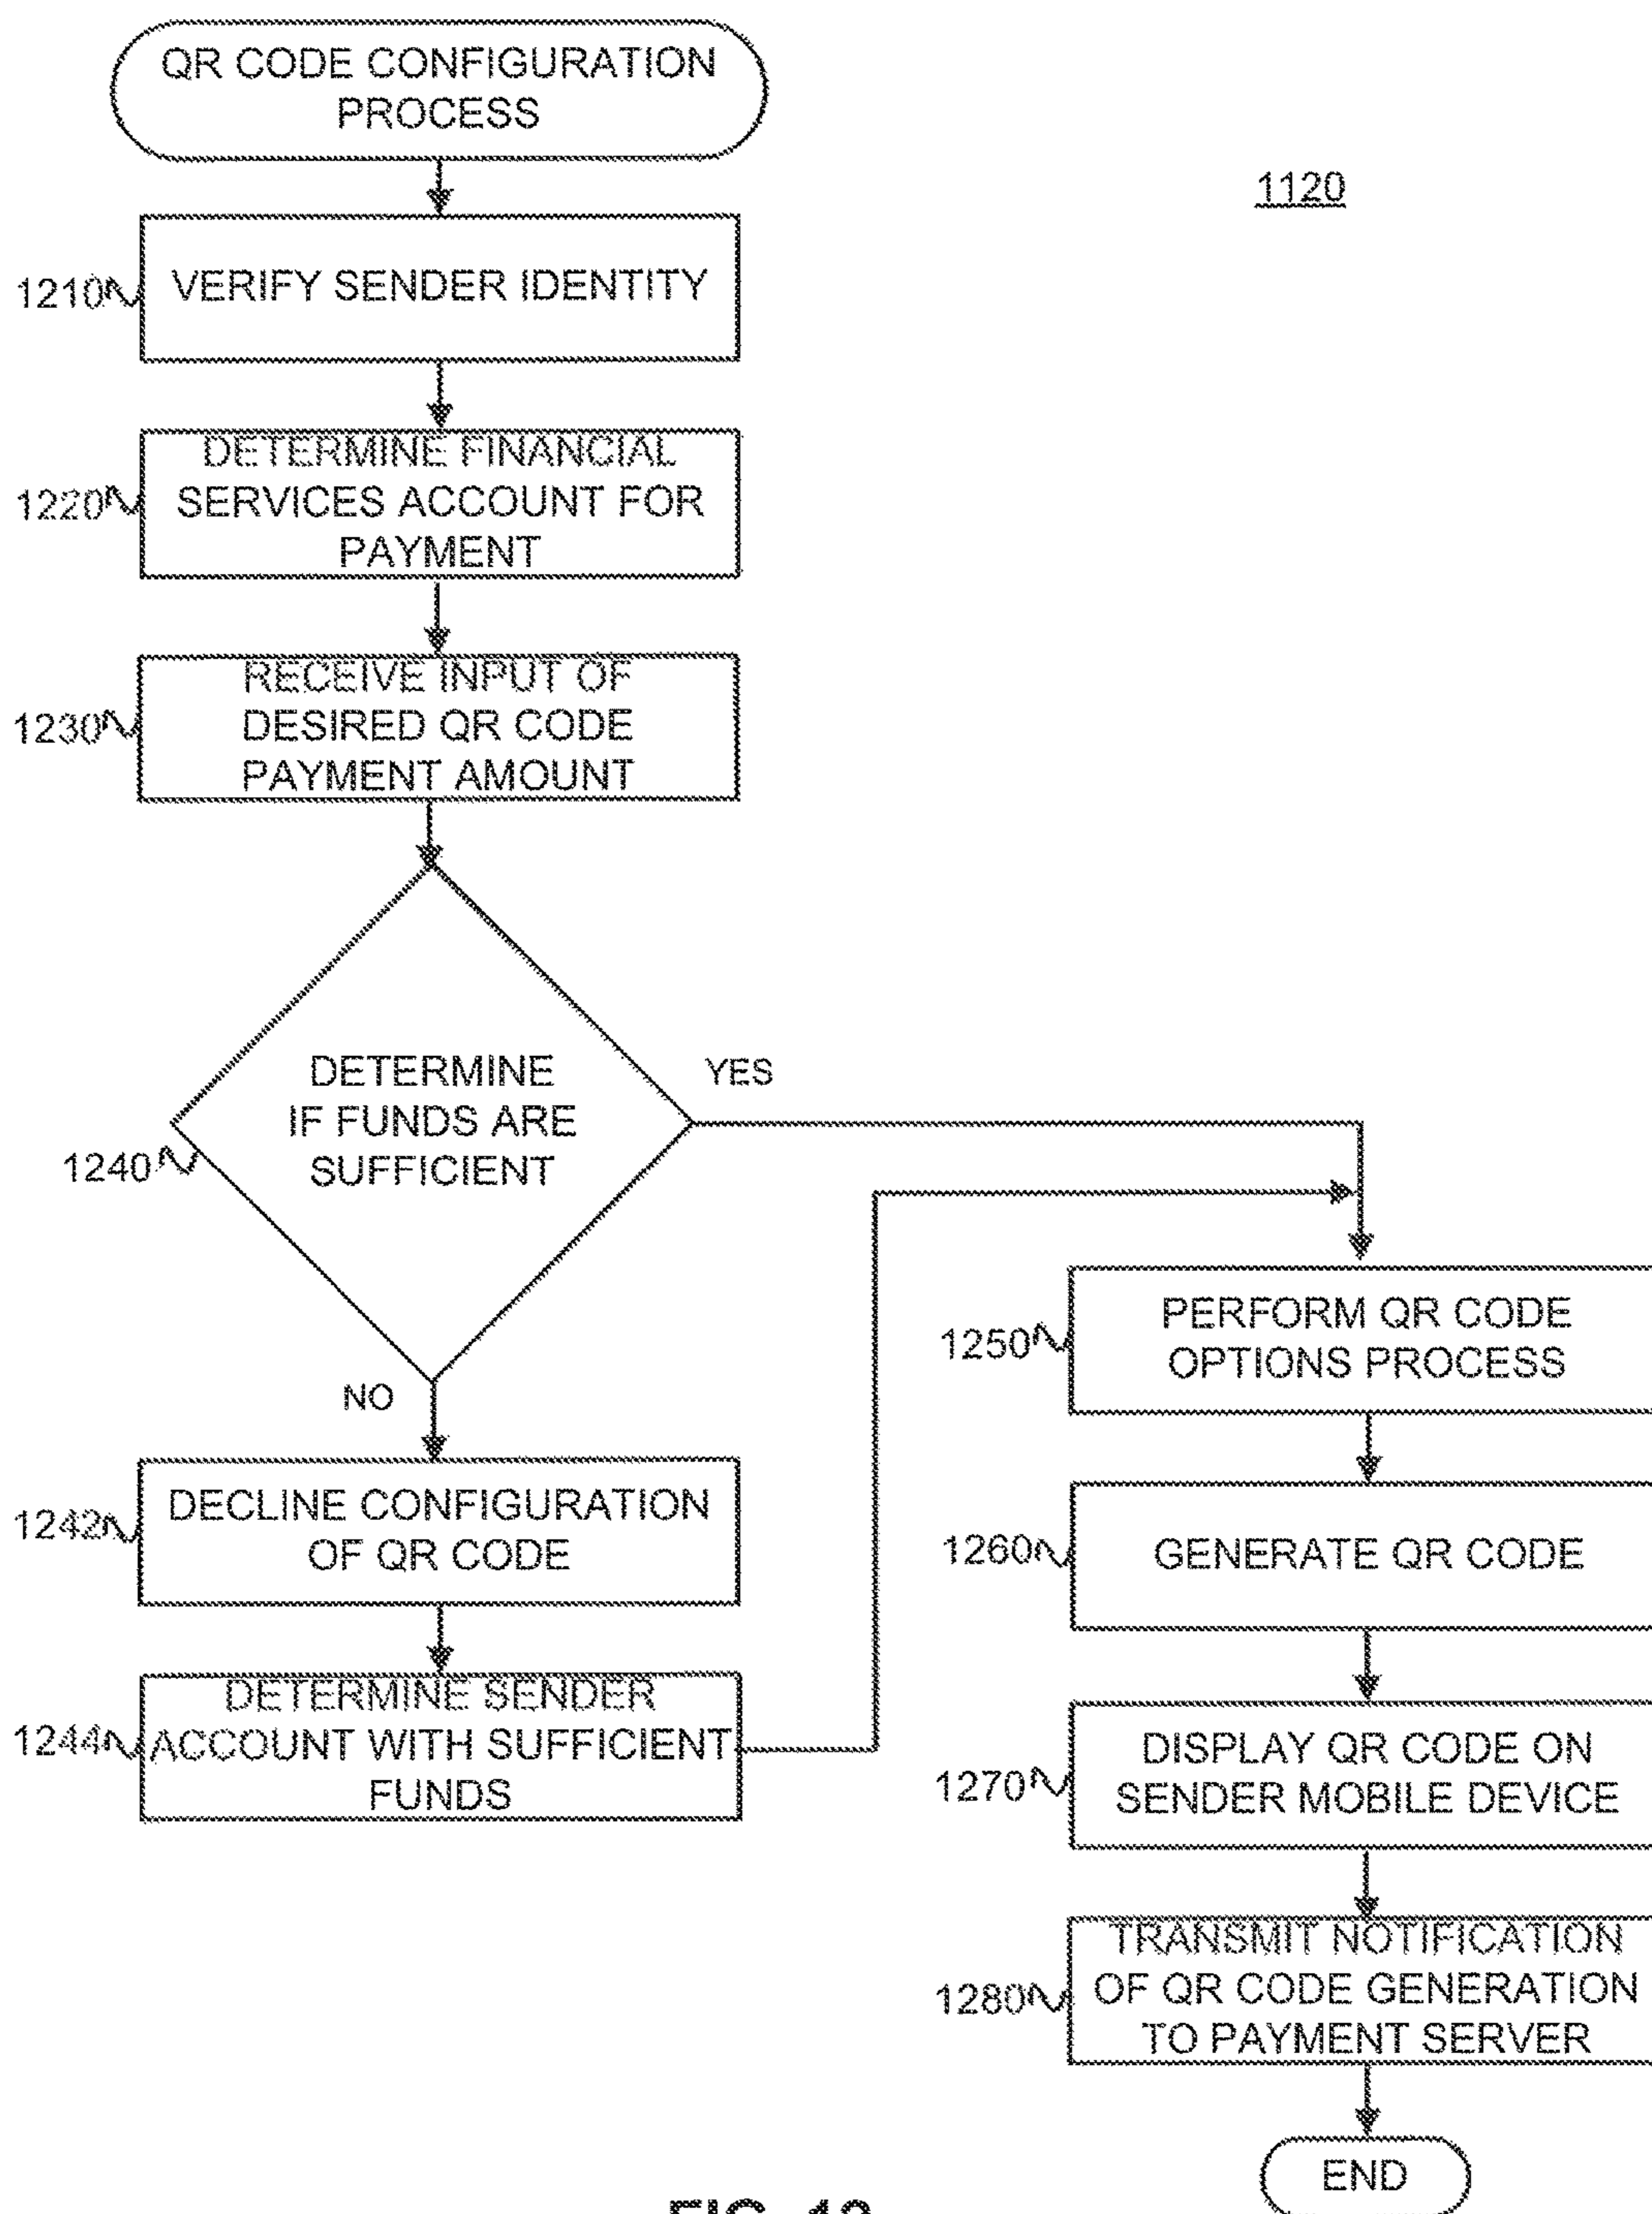 QR CODE CONFIGURATION
PROCESS
1120
1210
VERIFY SENDER IDENTITY
1220
DETERMINE FINANCIAL
SERVICES ACCOUNT FOR
PAYMENT
1230
RECEIVE INPUT OF
DESIRED QR CODE
PAYMENT AMOUNT
1240
DETERMINE
IF FUNDS ARE
SUFFICIENT
YES
NO
1242
DECLINE CONFIGURATION
OF QR CODE
1244
DETERMINE SENDER
ACCOUNT WITH SUFFICIENT
FUNDS
1250
PERFORM QR CODE
OPTIONS PROCESS
1260
GENERATE QR CODE
1270
DISPLAY QR CODE ON
SENDER MOBILE DEVICE
1280
TRANSMIT NOTIFICATION
OF QR CODE GENERATION
TO PAYMENT SERVER
END
FIG.